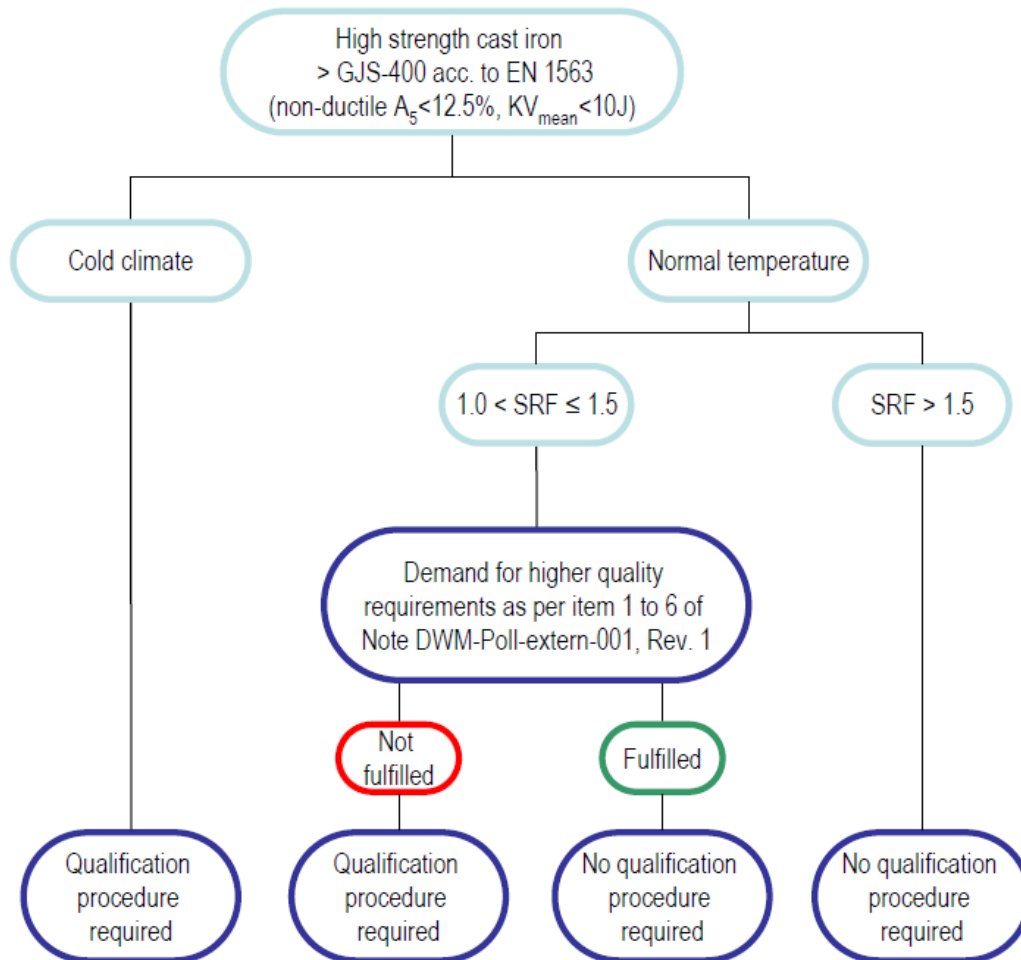 High strength cast iron
> GJS-400 acc. to EN 1563
(non-ductile A5<12.5%, KVmean<10J)
Cold climate
Normal temperature
1.0 < SRF ≤ 1.5
SRF > 1.5
Demand for higher quality
requirements as per item 1 to 6 of
Note DWM-Poll-extern-001, Rev. 1
Not
fulfilled
Fulfilled
Qualification
procedure
required
Qualification
procedure
required
No qualification
procedure
required
No qualification
procedure
required